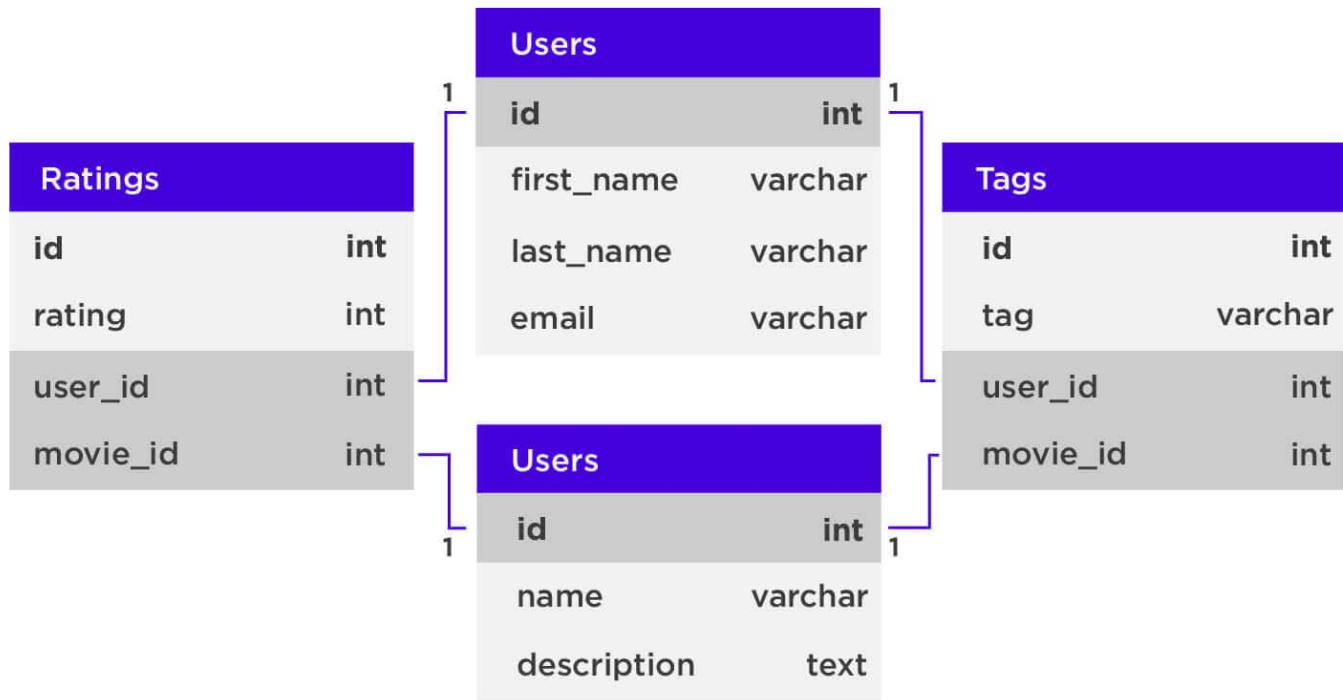 Users
1
1
id int
first_name varchar
last_name varchar
email varchar
Ratings
id int
rating int
user_id int
movie_id int
Tags
id int
tag varchar
user_id int
movie_id int
Users
1
1
id int
name varchar
description text